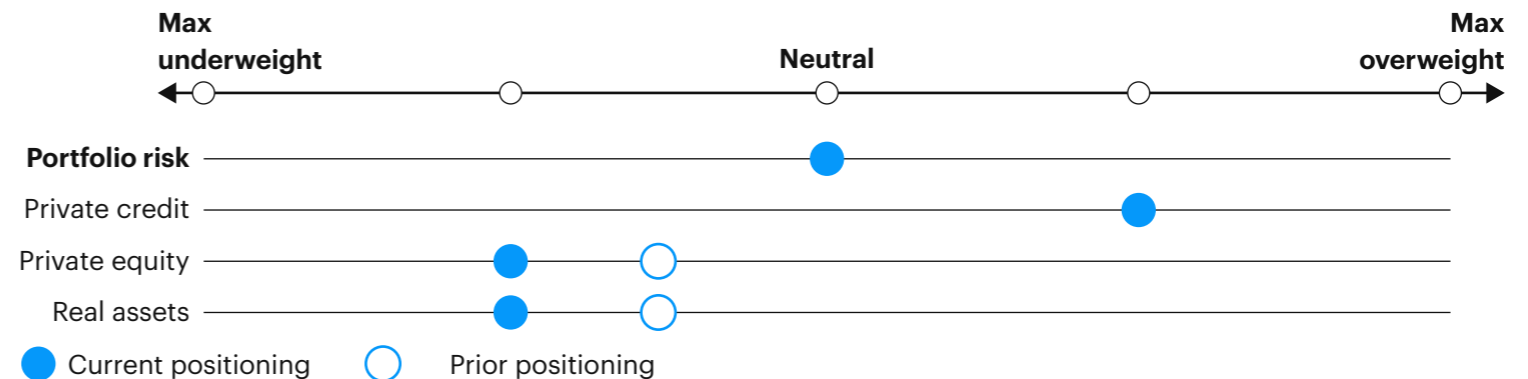 Max
underweight
Neutral
Max
overweight
Portfolio risk
Private credit
Private equity
Real assets
Current positioning
Prior positioning